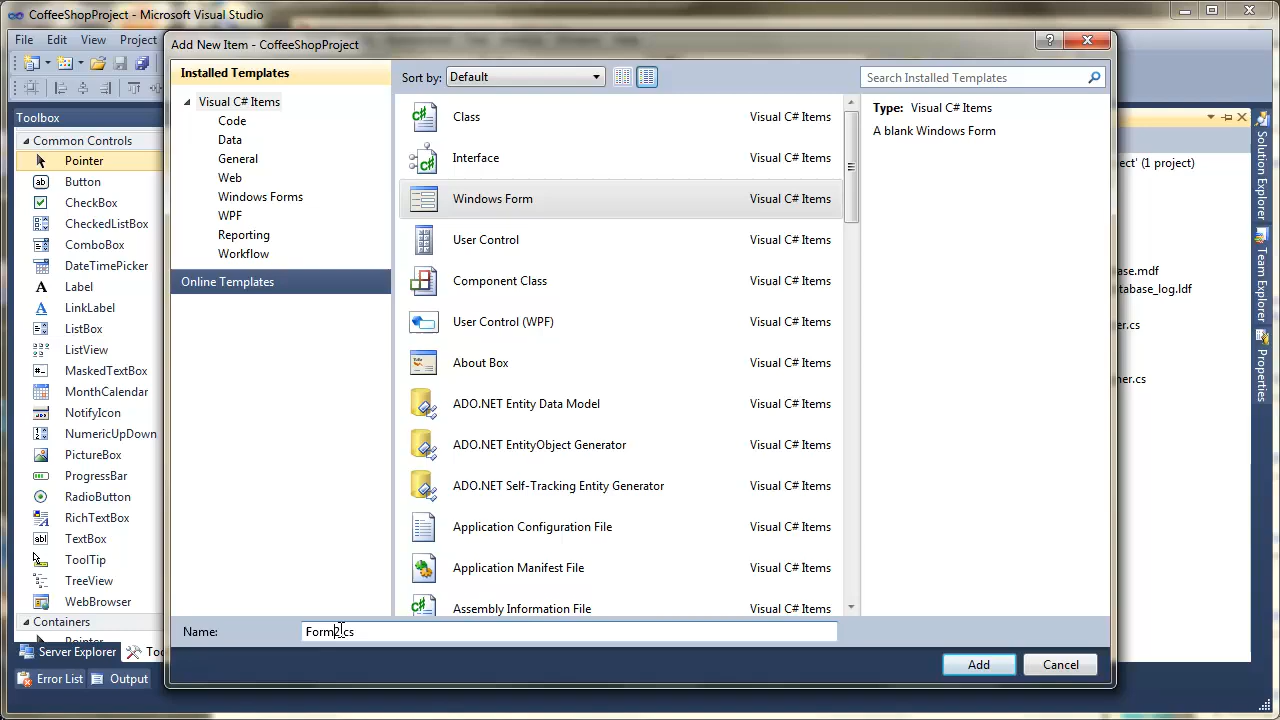 CoffeeShopProject - Microsoft Visual Studio
File Edit View Project
Add New Item - CoffeeShopProject
Installed Templates
Sort by: Default
Search Installed Templates
Visual C# Items
Code
Data
General
Web
Windows Forms
WPF
Reporting
Workflow
Online Templates
Class Visual C# Items
Interface Visual C# Items
Windows Form Visual C# Items
User Control Visual C# Items
Component Class Visual C# Items
User Control (WPF) Visual C# Items
About Box Visual C# Items
ADO.NET Entity Data Model Visual C# Items
ADO.NET EntityObject Generator Visual C# Items
ADO.NET Self-Tracking Entity Generator Visual C# Items
Application Configuration File Visual C# Items
Application Manifest File Visual C# Items
Assembly Information File Visual C# Items
Type: Visual C# Items
A blank Windows Form
Name: Form2.cs
Add Cancel
Toolbox
Common Controls
Pointer
Button
CheckBox
CheckedListBox
ComboBox
DateTimePicker
Label
LinkLabel
ListBox
ListView
MaskedTextBox
MonthCalendar
NotifyIcon
NumericUpDown
PictureBox
ProgressBar
RadioButton
RichTextBox
TextBox
ToolTip
TreeView
WebBrowser
Containers
Server Explorer
Error List Output
ect' (1 project)
ase.mdf
tabase_log.ldf
er.cs
ner.cs
Solution Explorer
Team Explorer
Properties